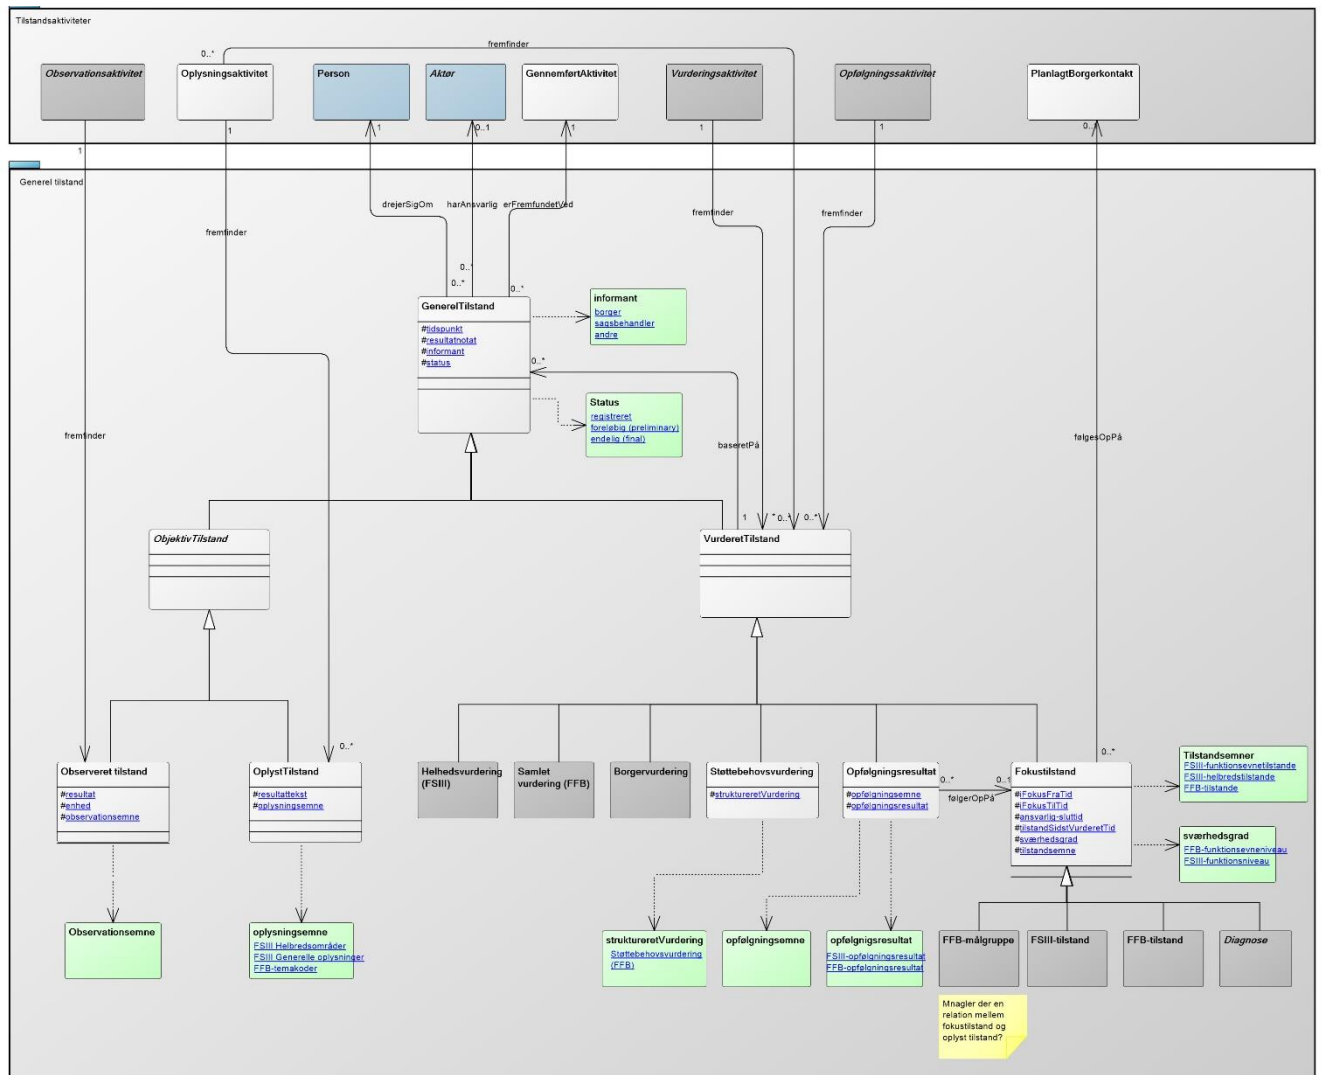 Tilstandsaktiviteter
fremfinder
0..*
Observationsaktivitet
Oplysningsaktivitet
Person
Aktør
GennemførtAktivitet
Vurderingsaktivitet
Opfølgningssaktivitet
PlanlagtBorgerkontakt
1
1
1
0..1
1
1
1
0..1
Generel tilstand
drejerSigOm
harAnsvarlig
erFremfundetVed
fremfinder
fremfinder
fremfinder
0..*
0..*
0..*
GenerelTilstand
#tidspunkt
#resultatnotat
#informant
#status
informant
borger
sagsbehandler
andre
0..*
Status
registreret
foreløbig (preliminary)
endelig (final)
fremfinder
baseretPå
følgesOpPå
1
*
0..*
0..*
ObjektivTilstand
VurderetTilstand
0..*
0..*
Observeret tilstand
#resultat
#enhed
#observationsemne
OplystTilstand
#resultattekst
#oplysningsemne
Helhedsvurdering
(FSIII)
Samlet
vurdering (FFB)
Borgervurdering
Støttebehovsvurdering
#struktureretVurdering
Opfølgningsresultat
#opfølgningsemne
#opfølgningsresultat
0..*
0..1
følgerOpPå
Fokustilstand
#iFokusFraTid
#iFokusTilTid
#ansvarlig-sluttid
#tilstandSidstVurderetTid
#sværhedsgrad
#tilstandsemne
Tilstandsemner
FSIII-funktionsevnetilstande
FSIII-helbredstilstande
FFB-tilstande
sværhedsgrad
FFB-funktionsevneniveau
FSIII-funktionsniveau
Observationsemne
oplysningsemne
FSIII Helbredsområder
FSIII Generelle oplysninger
FFB-temakoder
struktureretVurdering
Støttebehovsvurdering
(FFB)
opfølgningsemne
opfølgnigsresultat
FSIII-opfølgningsresultat
FFB-opfølgningsresultat
FFB-målgruppe
FSIII-tilstand
FFB-tilstand
Diagnose
Mnagler der en
relation mellem
fokustilstand og
oplyst tilstand?